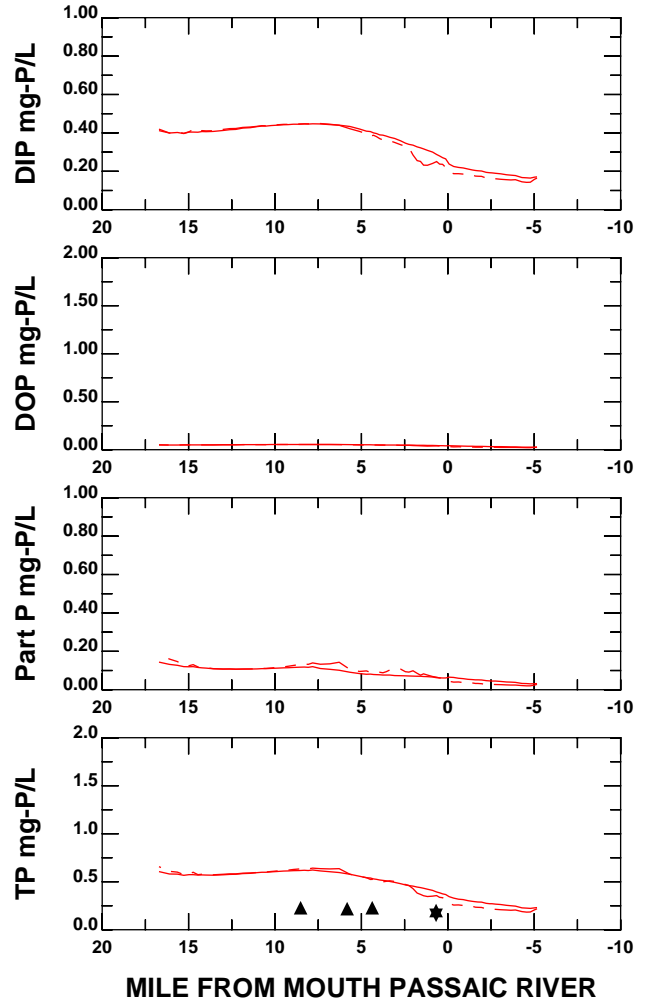 DIP mg-P/L
1.00
0.80
0.60
0.40
0.20
0.00
20 15 10 5 0 -5 -10
DOP mg-P/L
2.00
1.50
1.00
0.50
0.00
20 15 10 5 0 -5 -10
Part P mg-P/L
1.00
0.80
0.60
0.40
0.20
0.00
20 15 10 5 0 -5 -10
TP mg-P/L
2.0
1.5
1.0
0.5
0.0
20 15 10 5 0 -5 -10
MILE FROM MOUTH PASSAIC RIVER